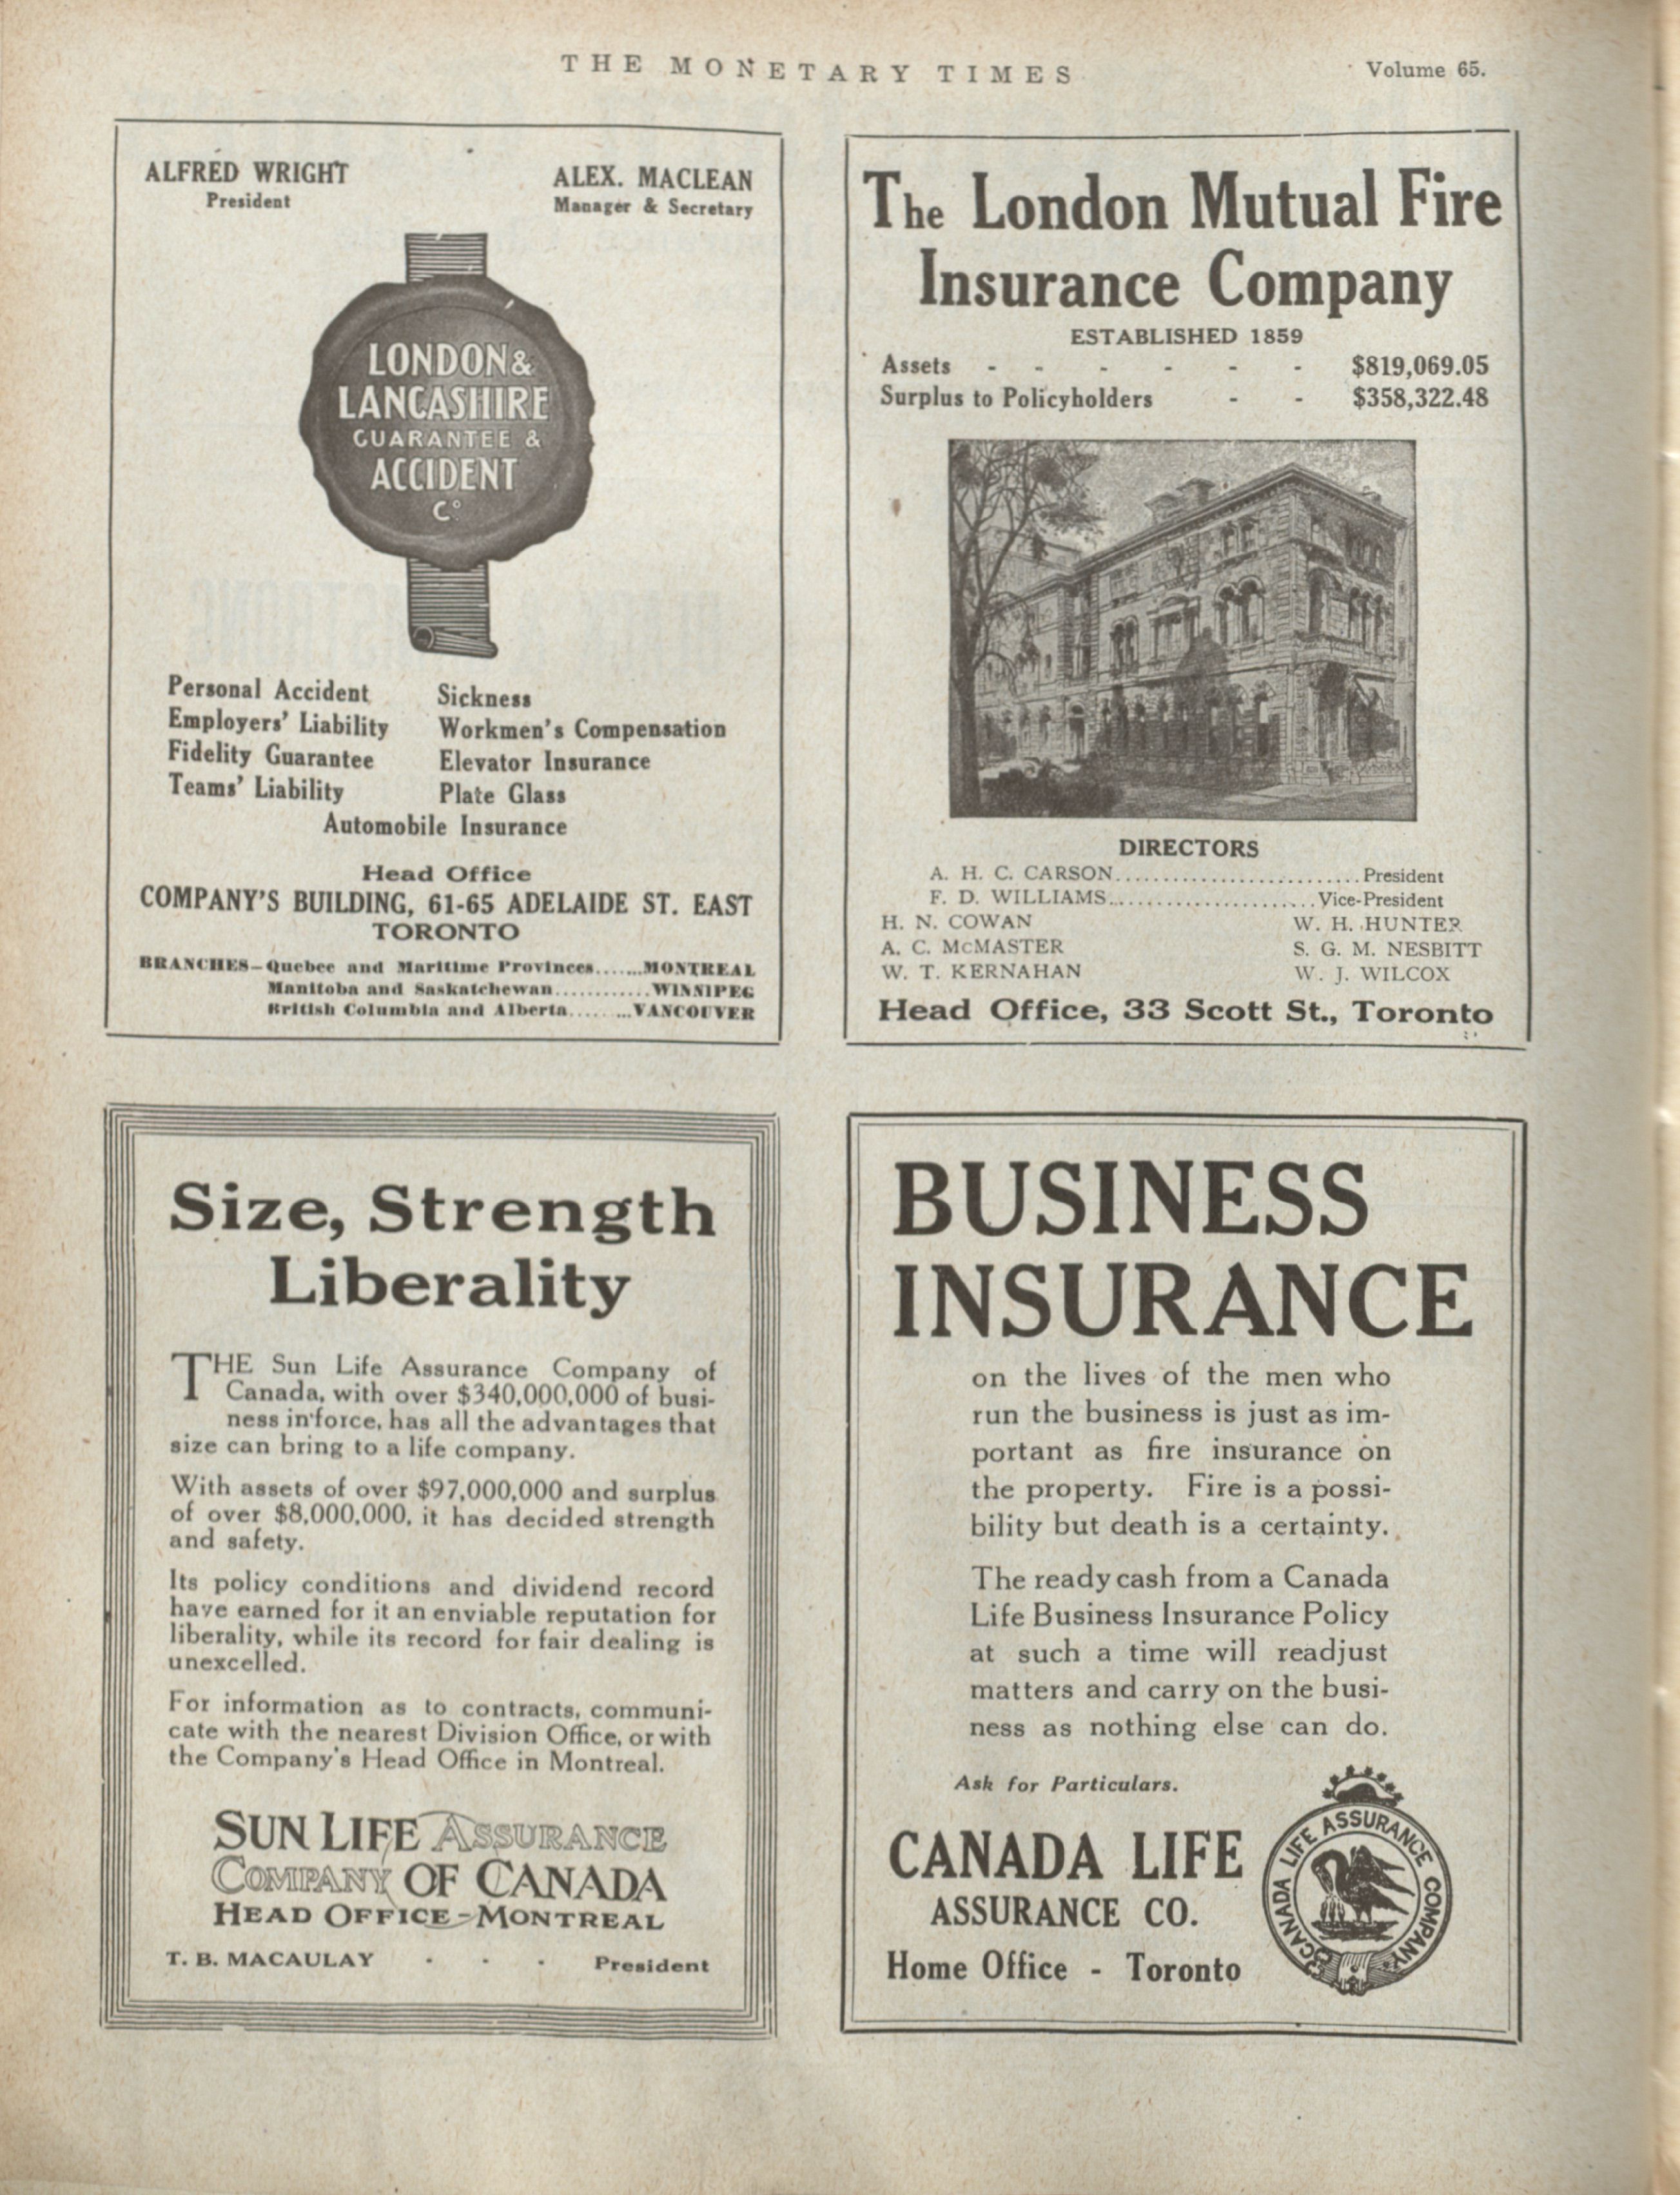 THE MONETARY TIMES
Volume 65.
ALFRED WRIGHT
President
ALEX. MACLEAN
Manager & Secretary
LONDON &
LANCASHIRE
GUARANTEE &
ACCIDENT
Co
Personal Accident
Sickness
Employers' Liability
Workmen's Compensation
Fidelity Guarantee
Elevator Insurance
Teams' Liability
Plate Glass
Automobile Insurance
Head Office
COMPANY'S BUILDING, 61-65 ADELAIDE ST. EAST
TORONTO
BRANCHES—Quebec and Maritime Provinces.......MONTREAL
Manitoba and Saskatchewan............WINNIPEG
British Columbia and Alberta........VANCOUVER
The London Mutual Fire
Insurance Company
ESTABLISHED 1859
Assets - - - - - - $819,069.05
Surplus to Policyholders - - $358,322.48
DIRECTORS
A. H. C. CARSON..........................President
F. D. WILLIAMS......................Vice-President
H. N. COWAN W. H. HUNTER
A. C. McMASTER S. G. M. NESBITT
W. T. KERNAHAN W. J. WILCOX
Head Office, 33 Scott St., Toronto
Size, Strength
Liberality
THE Sun Life Assurance Company of
Canada, with over $340,000,000 of busi-
ness in force, has all the advantages that
size can bring to a life company.
With assets of over $97,000,000 and surplus
of over $8,000,000, it has decided strength
and safety.
Its policy conditions and dividend record
have earned for it an enviable reputation for
liberality, while its record for fair dealing is
unexcelled.
For information as to contracts, communi-
cate with the nearest Division Office, or with
the Company's Head Office in Montreal.
SUN LIFE ASSURANCE
COMPANY OF CANADA
HEAD OFFICE-MONTREAL
T. B. MACAULAY - - - President
BUSINESS
INSURANCE
on the lives of the men who
run the business is just as im-
portant as fire insurance on
the property. Fire is a possi-
bility but death is a certainty.
The ready cash from a Canada
Life Business Insurance Policy
at such a time will readjust
matters and carry on the busi-
ness as nothing else can do.
Ask for Particulars.
CANADA LIFE
ASSURANCE CO.
Home Office - Toronto
CANADA LIFE ASSURANCE COMPANY